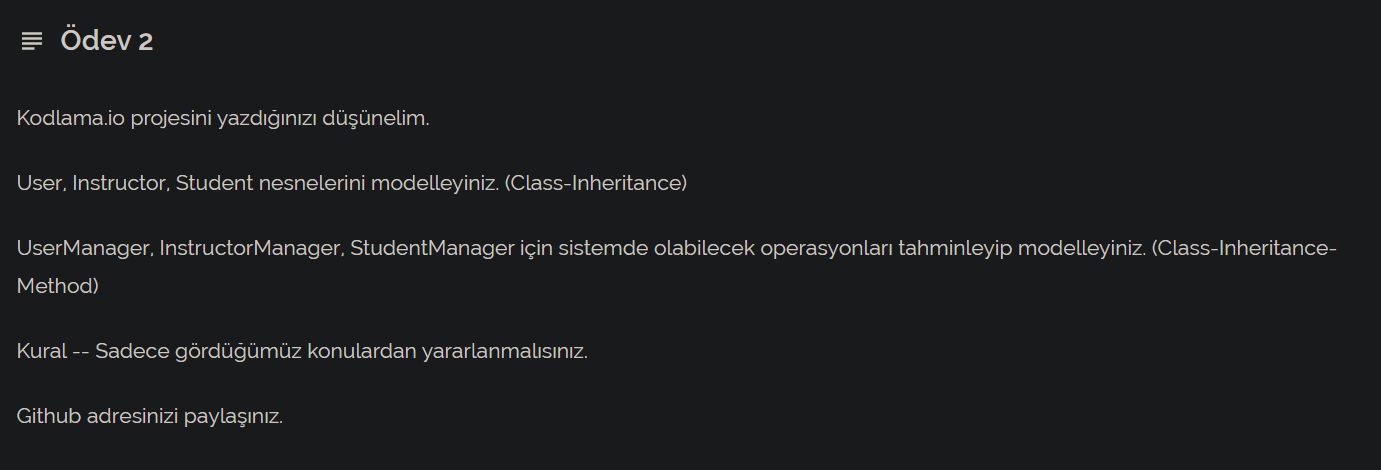 Ödev 2
Kodlama.io projesini yazdığınızı düşünelim.
User, Instructor, Student nesnelerini modelleyiniz. (Class-Inheritance)
UserManager, InstructorManager, StudentManager için sistemde olabilecek operasyonları tahminleyip modelleyiniz. (Class-Inheritance-
Method)
Kural -- Sadece gördüğümüz konulardan yararlanmalısınız.
Github adresinizi paylaşınız.